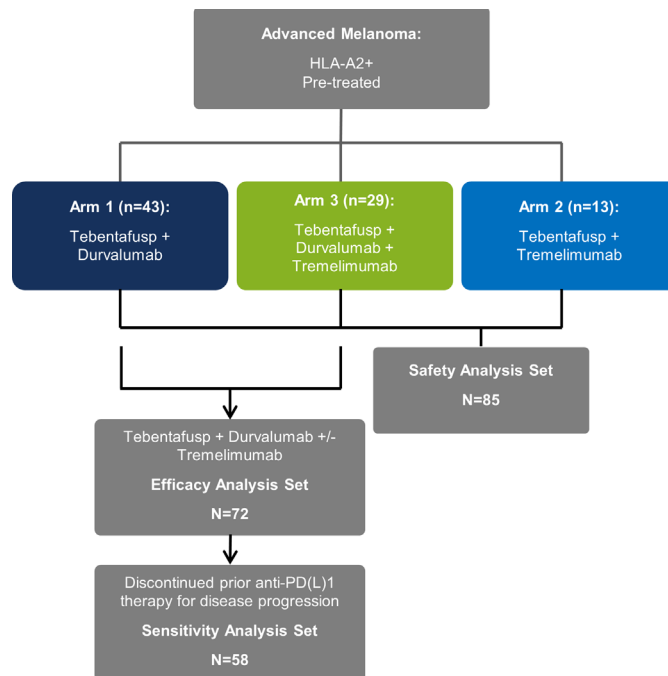 Advanced Melanoma:
HLA-A2+
Pre-treated
Arm 1 (n=43):
Tebentafusp +
Durvalumab
Arm 3 (n=29):
Tebentafusp +
Durvalumab +
Tremelimumab
Arm 2 (n=13):
Tebentafusp +
Tremelimumab
Safety Analysis Set
N=85
Tebentafusp + Durvalumab +/-
Tremelimumab
Efficacy Analysis Set
N=72
Discontinued prior anti-PD(L)1
therapy for disease progression
Sensitivity Analysis Set
N=58